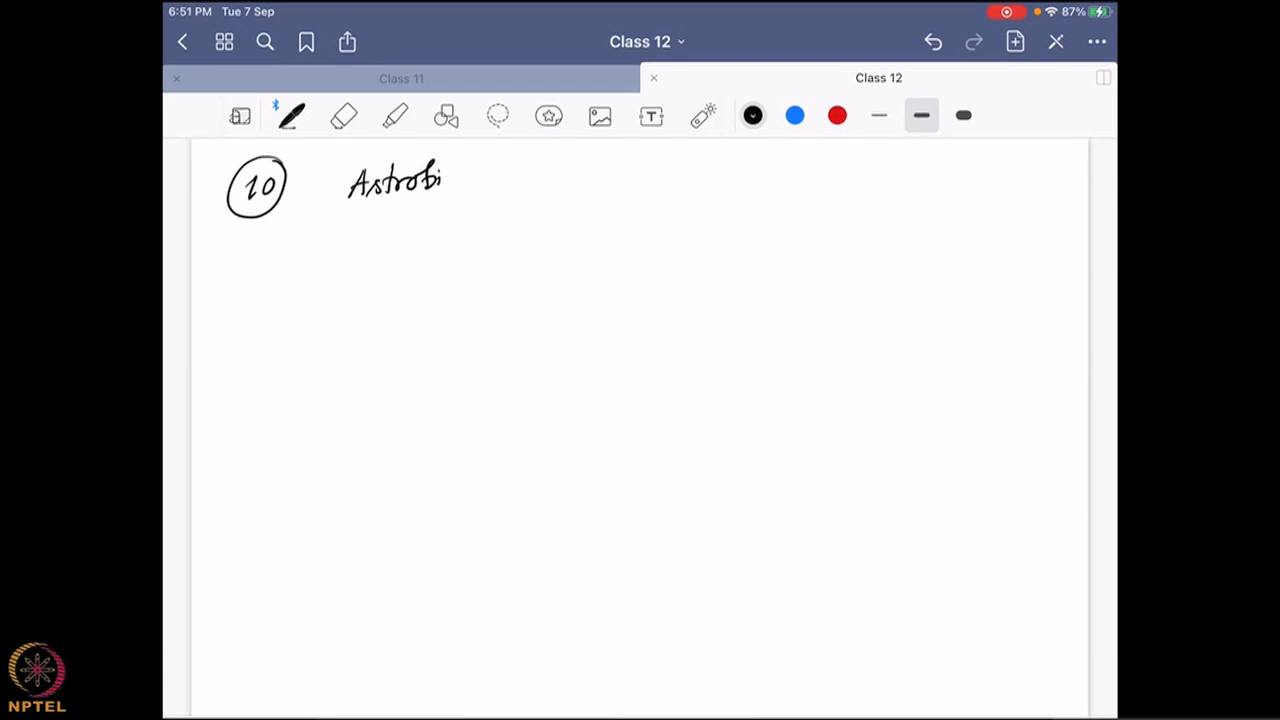 6:51 PM Tue 7 Sep 87%
Class 12
Class 11 Class 12
T
10 Astrobi
NPTEL